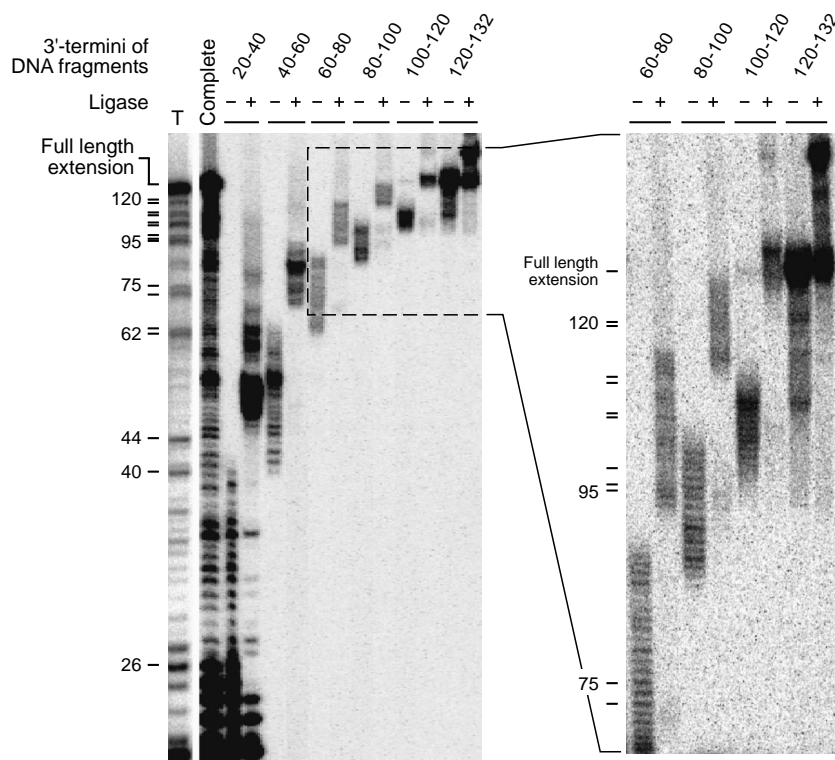 3'-termini of
DNA fragments
20-40 40-60 60-80 80-100 100-120 120-132
Ligase
T Complete – + – + – + – + – + – +
Full length
extension
120
95
75
62
44
40
26
60-80 80-100 100-120 120-132
– + – + – + – +
Full length
extension
120
95
75